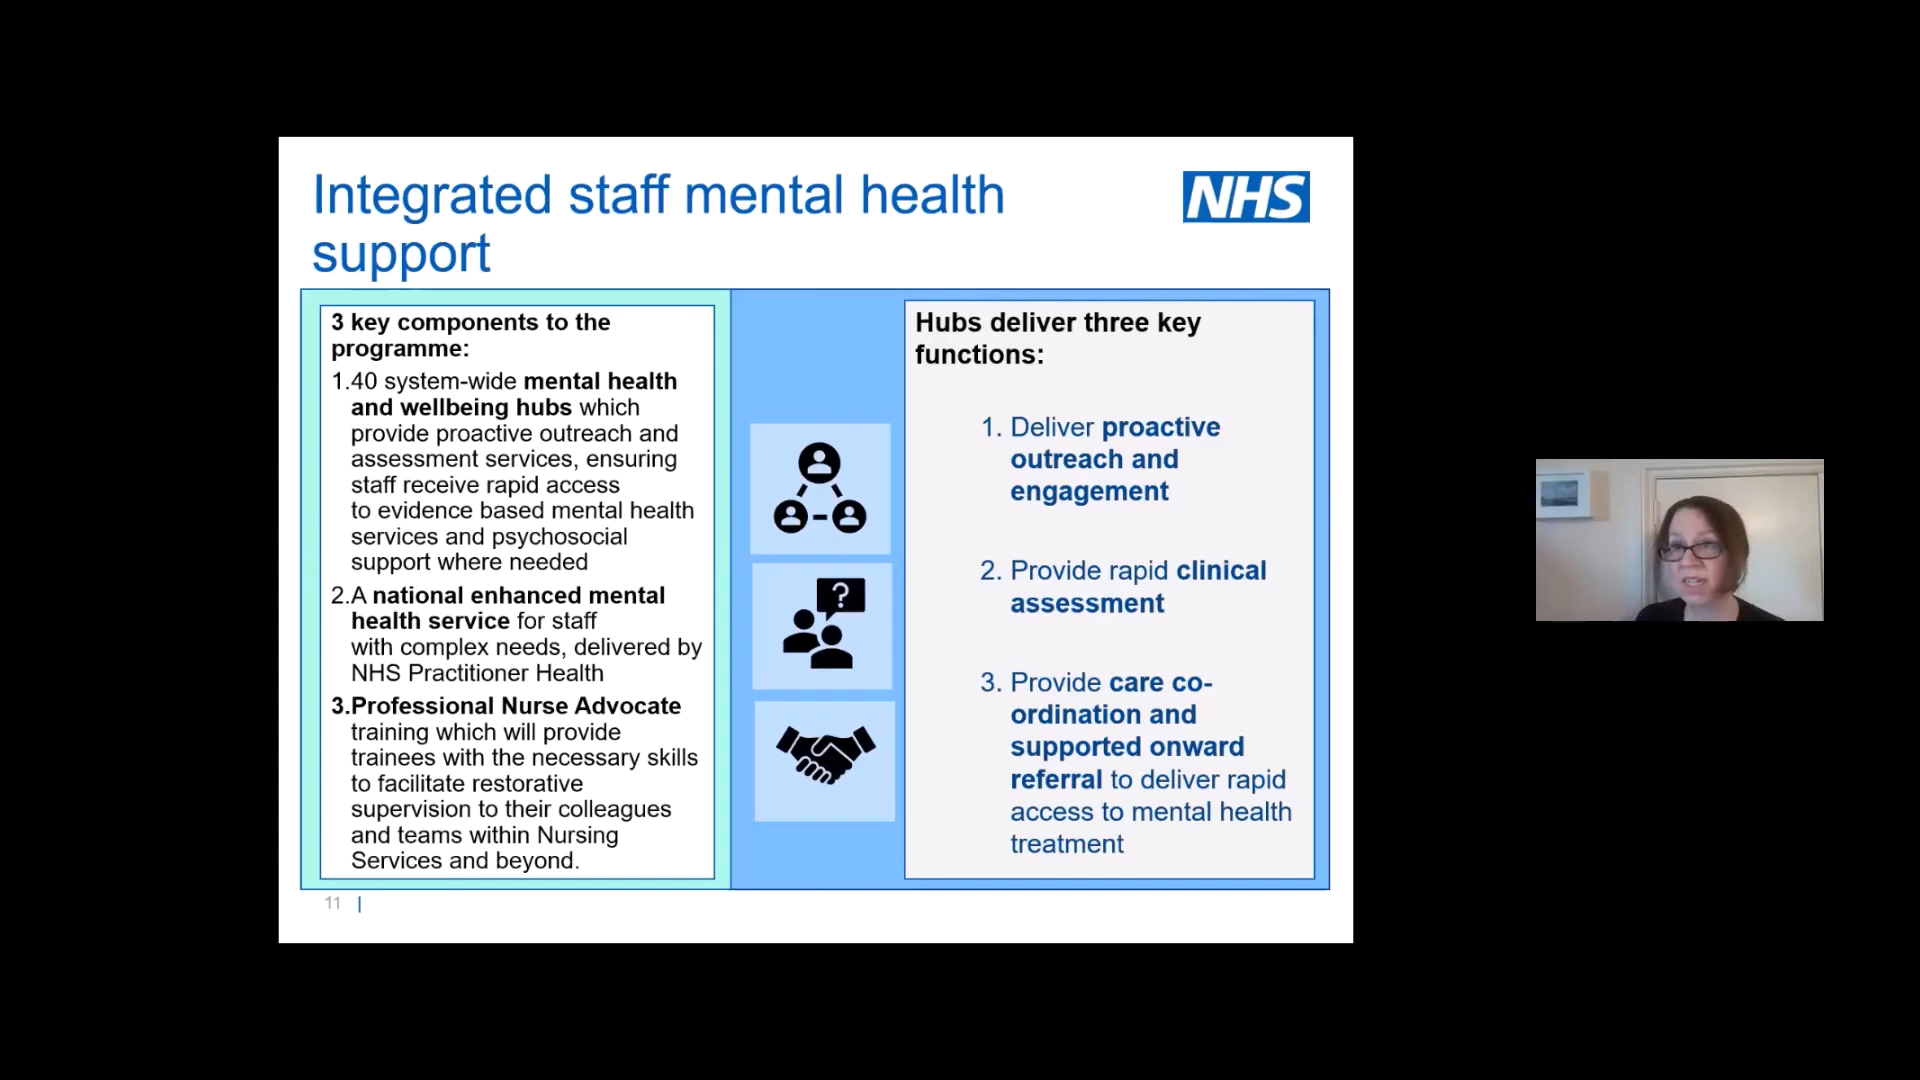 Integrated staff mental health
support
NHS
3 key components to the
programme:
1.40 system-wide mental health
and wellbeing hubs which
provide proactive outreach and
assessment services, ensuring
staff receive rapid access
to evidence based mental health
services and psychosocial
support where needed
2.A national enhanced mental
health service for staff
with complex needs, delivered by
NHS Practitioner Health
3.Professional Nurse Advocate
training which will provide
trainees with the necessary skills
to facilitate restorative
supervision to their colleagues
and teams within Nursing
Services and beyond.
?
Hubs deliver three key
functions:
1. Deliver proactive
outreach and
engagement
2. Provide rapid clinical
assessment
3. Provide care co-
ordination and
supported onward
referral to deliver rapid
access to mental health
treatment
11 |